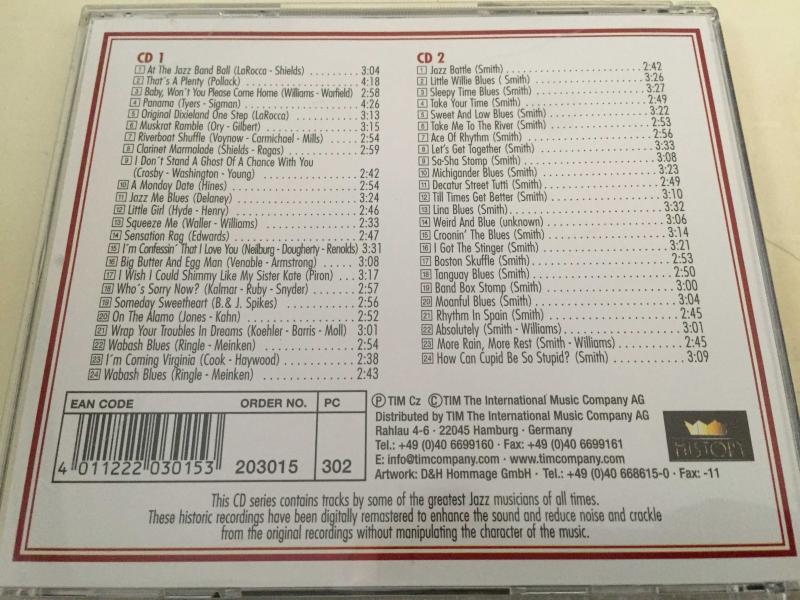 CD 1
1 At The Jazz Band Ball (LaRocca - Shields) .......... 3:04
2 That's A Plenty (Pollack) .......... 4:18
3 Baby, Won't You Please Come Home (Williams - Warfield) 2:58
4 Panama (Tyers - Sigman) .......... 4:26
5 Original Dixieland One Step (LaRocca) .......... 3:13
6 Muskrat Ramble (Ory - Gilbert) .......... 3:15
7 Riverboat Shuffle (Voynow - Carmichael - Mills) .......... 2:54
8 Clarinet Marmalade (Shields - Ragas) .......... 2:59
9 I Don't Stand A Ghost Of A Chance With You
(Crosby - Washington - Young) .......... 2:42
10 A Monday Date (Hines) .......... 2:54
11 Jazz Me Blues (Delaney) .......... 3:24
12 Little Girl (Hyde - Henry) .......... 2:46
13 Squeeze Me (Waller - Williams) .......... 2:33
14 Sensation Rag (Edwards) .......... 2:47
15 I'm Confessin' That I Love You (Neilburg - Dougherty - Renolds) 3:31
16 Big Butter And Egg Man (Venable - Armstrong) .......... 3:08
17 I Wish I Could Shimmy Like My Sister Kate (Piron) .......... 3:17
18 Who's Sorry Now? (Kalmar - Ruby - Snyder) .......... 2:57
19 Someday Sweetheart (B.& J. Spikes) .......... 2:56
20 On The Alamo (Jones - Kahn) .......... 2:52
21 Wrap Your Troubles In Dreams (Koehler - Barris - Moll) .......... 3:01
22 Wabash Blues (Ringle - Meinken) .......... 2:54
23 I'm Coming Virginia (Cook - Haywood) .......... 2:38
24 Wabash Blues (Ringle - Meinken) .......... 2:43
CD 2
1 Jazz Battle (Smith) .......... 2:42
2 Little Willie Blues ( Smith) .......... 3:26
3 Sleepy Time Blues (Smith) .......... 3:27
4 Take Your Time (Smith) .......... 2:49
5 Sweet And Low Blues (Smith) .......... 3:22
6 Take Me To The River (Smith) .......... 2:53
7 Ace Of Rhythm (Smith) .......... 2:56
8 Let's Get Together (Smith) .......... 3:33
9 Sa-Sha Stomp (Smith) .......... 3:08
10 Michigander Blues (Smith) .......... 3:23
11 Decatur Street Tutti (Smith) .......... 2:49
12 Till Times Get Better (Smith) .......... 3:10
13 Lina Blues (Smith) .......... 3:32
14 Weird And Blue (unknown) .......... 3:06
15 Croonin' The Blues (Smith) .......... 3:14
16 I Got The Stinger (Smith) .......... 3:21
17 Boston Skuffle (Smith) .......... 2:53
18 Tanguay Blues (Smith) .......... 2:50
19 Band Box Stomp (Smith) .......... 3:00
20 Moanful Blues (Smith) .......... 3:04
21 Rhythm In Spain (Smith) .......... 2:45
22 Absolutely (Smith - Williams) .......... 3:01
23 More Rain, More Rest (Smith - Williams) .......... 2:45
24 How Can Cupid Be So Stupid? (Smith) .......... 3:09
EAN CODE ORDER NO. PC
4 011222 030153 203015 302
Ⓟ TIM Cz © TIM The International Music Company AG
Distributed by TIM The International Music Company AG
Rahlau 4-6 · 22045 Hamburg · Germany
Tel.: +49 (0)40 6699160 · Fax: +49 (0)40 6699161
E: info@timcompany.com · www.timcompany.com
Artwork: D&H Hommage GmbH · Tel.: +49 (0)40 668615-0 · Fax: -11
HISTORY
This CD series contains tracks by some of the greatest Jazz musicians of all times.
These historic recordings have been digitally remastered to enhance the sound and reduce noise and crackle
from the original recordings without manipulating the character of the music.